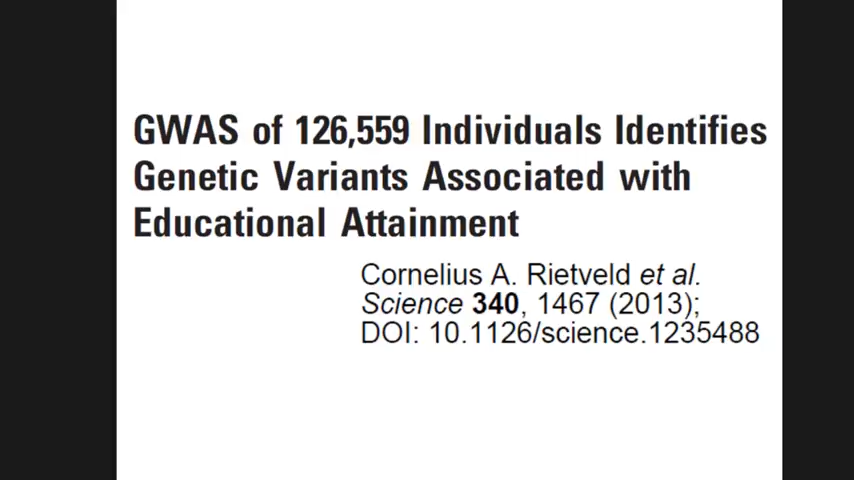 GWAS of 126,559 Individuals Identifies
Genetic Variants Associated with
Educational Attainment
Cornelius A. Rietveld et al.
Science 340, 1467 (2013);
DOI: 10.1126/science.1235488